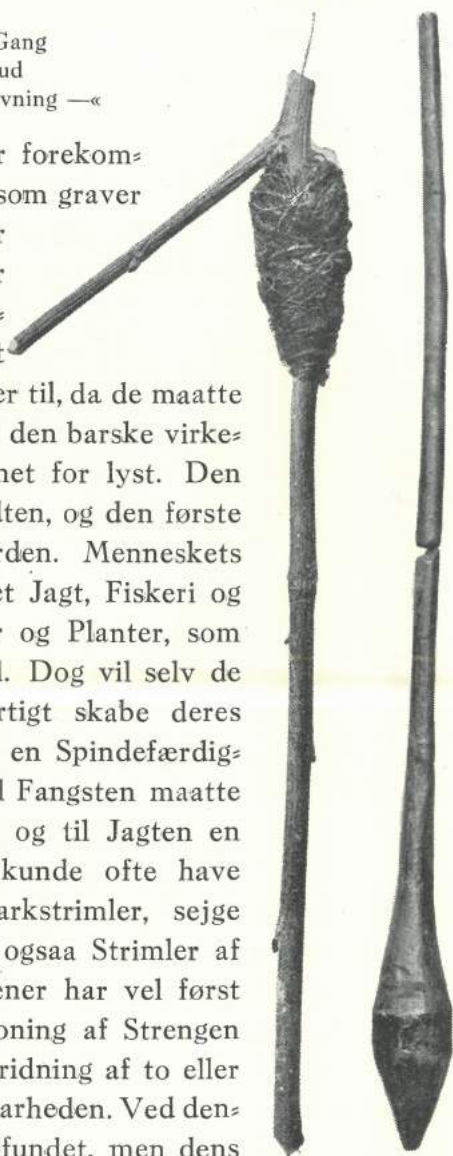 Gang
ud
vning —«
r forekom-
som graver
r
r
-
t
er til, da de maatte
den barske virke-
net for lyst. Den
dten, og den første
rden. Menneskets
et Jagt, Fiskeri og
r og Planter, som
l. Dog vil selv de
rtigt skabe deres
en Spindefærdig-
l Fangsten maatte
og til Jagten en
kunde ofte have
arkstrimler, sejge
ogsaa Strimler af
ener har vel først
oning af Strengen
ridning af to eller
arheden. Ved den-
fundet, men dens